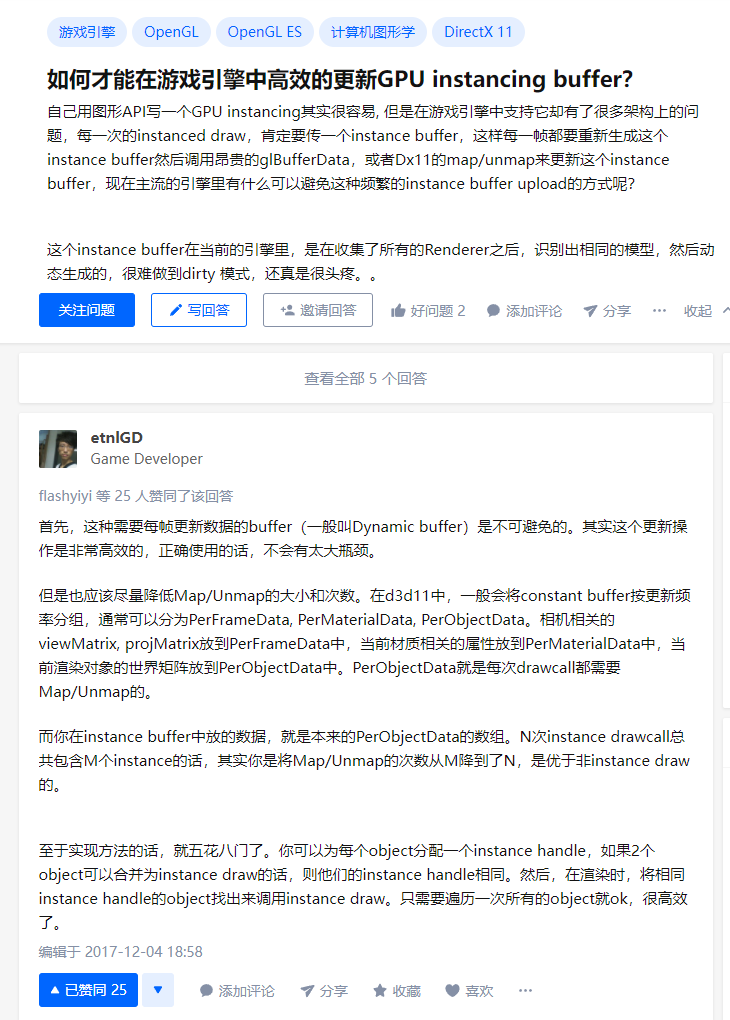 游戏引擎 OpenGL OpenGL ES 计算机图形学 DirectX 11
如何才能在游戏引擎中高效的更新GPU instancing buffer?
自己用图形API写一个GPU instancing其实很容易, 但是在游戏引擎中支持它却有了很多架构上的问
题，每一次的instanced draw，肯定要传一个instance buffer，这样每一帧都要重新生成这个
instance buffer然后调用昂贵的glBufferData，或者Dx11的map/unmap来更新这个instance
buffer，现在主流的引擎里有什么可以避免这种频繁的instance buffer upload的方式呢？
这个instance buffer在当前的引擎里，是在收集了所有的Renderer之后，识别出相同的模型，然后动
态生成的，很难做到dirty 模式，还真是很头疼。。
关注问题 写回答 邀请回答 好问题 2 添加评论 分享 ··· 收起
查看全部 5 个回答
etnlGD
Game Developer
flashyiyi 等 25 人赞同了该回答
首先，这种需要每帧更新数据的buffer（一般叫Dynamic buffer）是不可避免的。其实这个更新操
作是非常高效的，正确使用的话，不会有太大瓶颈。
但是也应该尽量降低Map/Unmap的大小和次数。在d3d11中，一般会将constant buffer按更新频
率分组，通常可以分为PerFrameData, PerMaterialData, PerObjectData。相机相关的
viewMatrix, projMatrix放到PerFrameData中，当前材质相关的属性放到PerMaterialData中，当
前渲染对象的世界矩阵放到PerObjectData中。PerObjectData就是每次drawcall都需要
Map/Unmap的。
而你在instance buffer中放的数据，就是本来的PerObjectData的数组。N次instance drawcall总
共包含M个instance的话，其实你是将Map/Unmap的次数从M降到了N，是优于非instance draw
的。
至于实现方法的话，就五花八门了。你可以为每个object分配一个instance handle，如果2个
object可以合并为instance draw的话，则他们的instance handle相同。然后，在渲染时，将相同
instance handle的object找出来调用instance draw。只需要遍历一次所有的object就ok，很高效
了。
编辑于 2017-12-04 18:58
已赞同 25 添加评论 分享 收藏 喜欢 ···